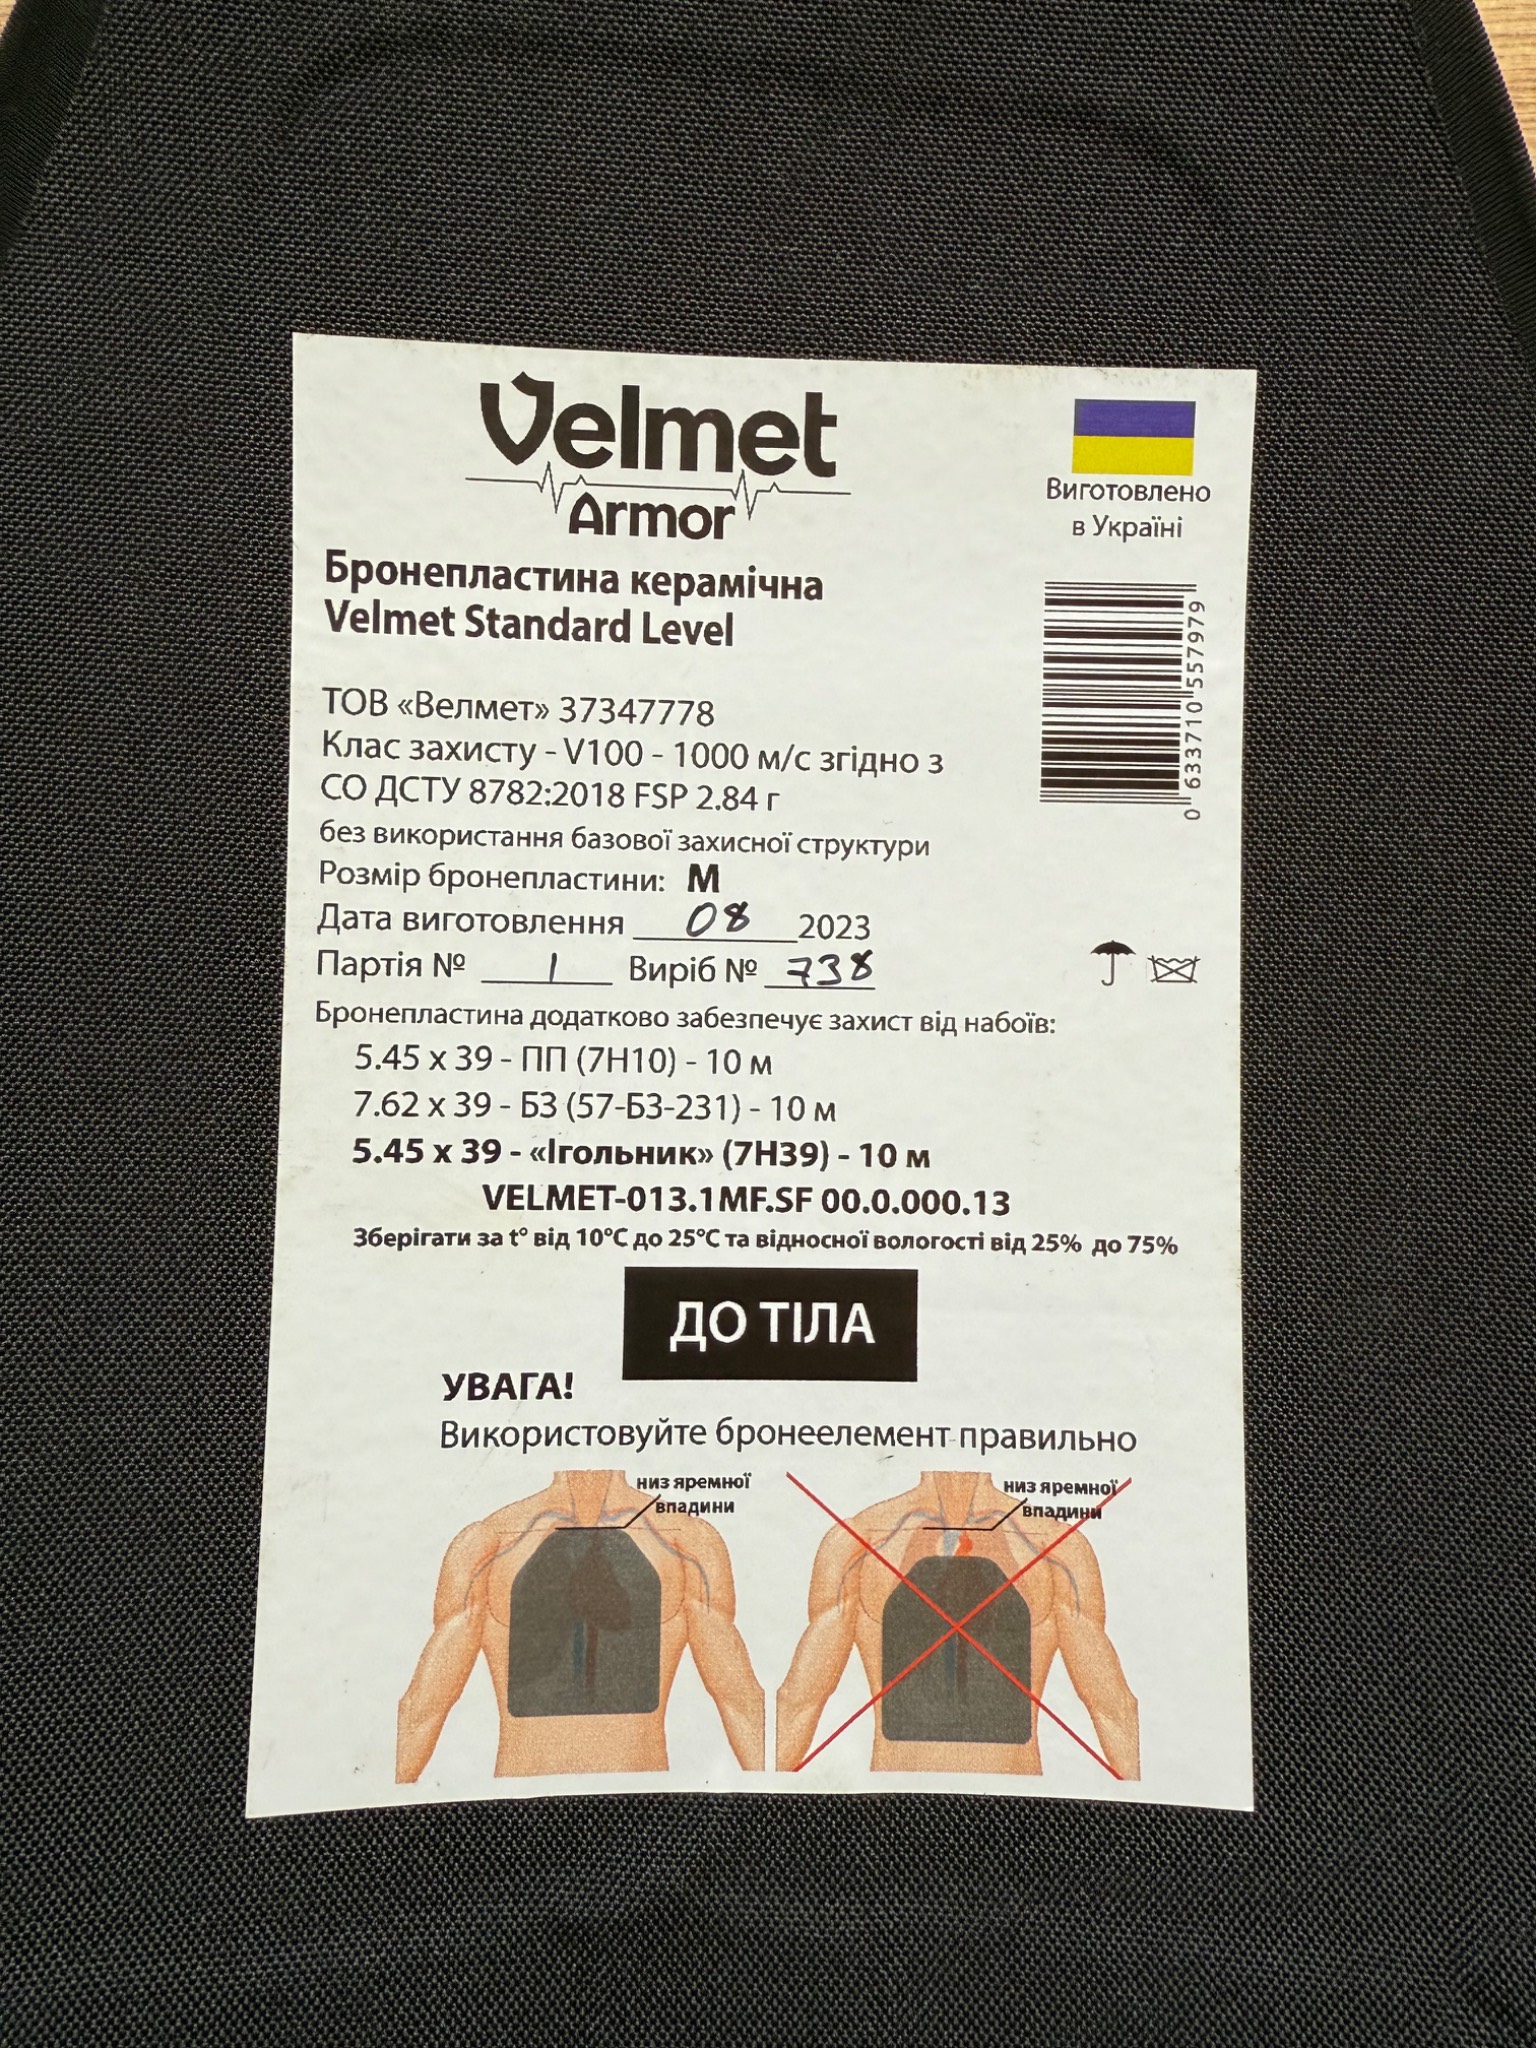 Velmet
Armor
Виготовлено
в Україні
Бронепластина керамічна
Velmet Standard Level
0 633710 557979
ТОВ «Велмет» 37347778
Клас захисту - V100 - 1000 м/с згідно з
СО ДСТУ 8782:2018 FSP 2.84 г
без використання базової захисної структури
Розмір бронепластини: М
Дата виготовлення 08 2023
Партія № 1 Виріб № 738
Бронепластина додатково забезпечує захист від набоїв:
5.45 х 39 - ПП (7Н10) - 10 м
7.62 х 39 - БЗ (57-БЗ-231) - 10 м
5.45 х 39 - «Ігольник» (7Н39) - 10 м
VELMET-013.1MF.SF 00.0.000.13
Зберігати за t° від 10°С до 25°С та відносної вологості від 25% до 75%
ДО ТІЛА
УВАГА!
Використовуйте бронеелемент правильно
низ яремної
впадини
низ яремної
впадини